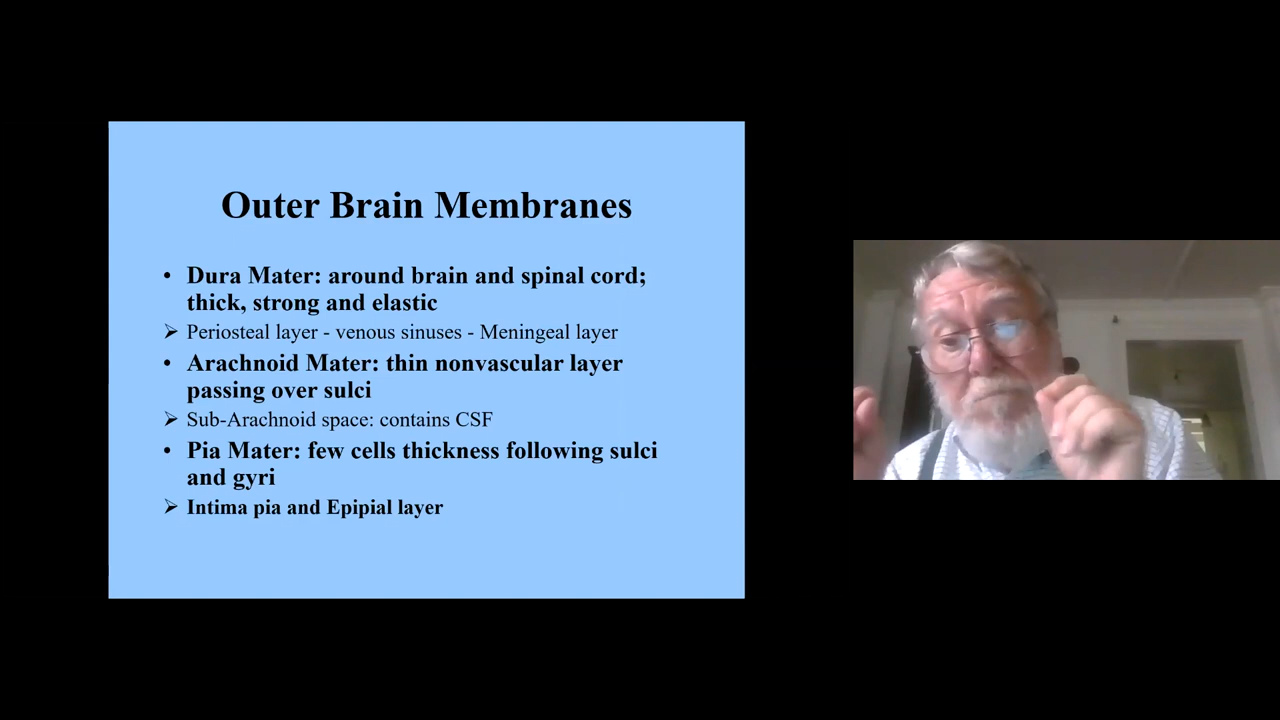 Outer Brain Membranes
• Dura Mater: around brain and spinal cord;
thick, strong and elastic
➢ Periosteal layer - venous sinuses - Meningeal layer
• Arachnoid Mater: thin nonvascular layer
passing over sulci
➢ Sub-Arachnoid space: contains CSF
• Pia Mater: few cells thickness following sulci
and gyri
➢ Intima pia and Epipial layer